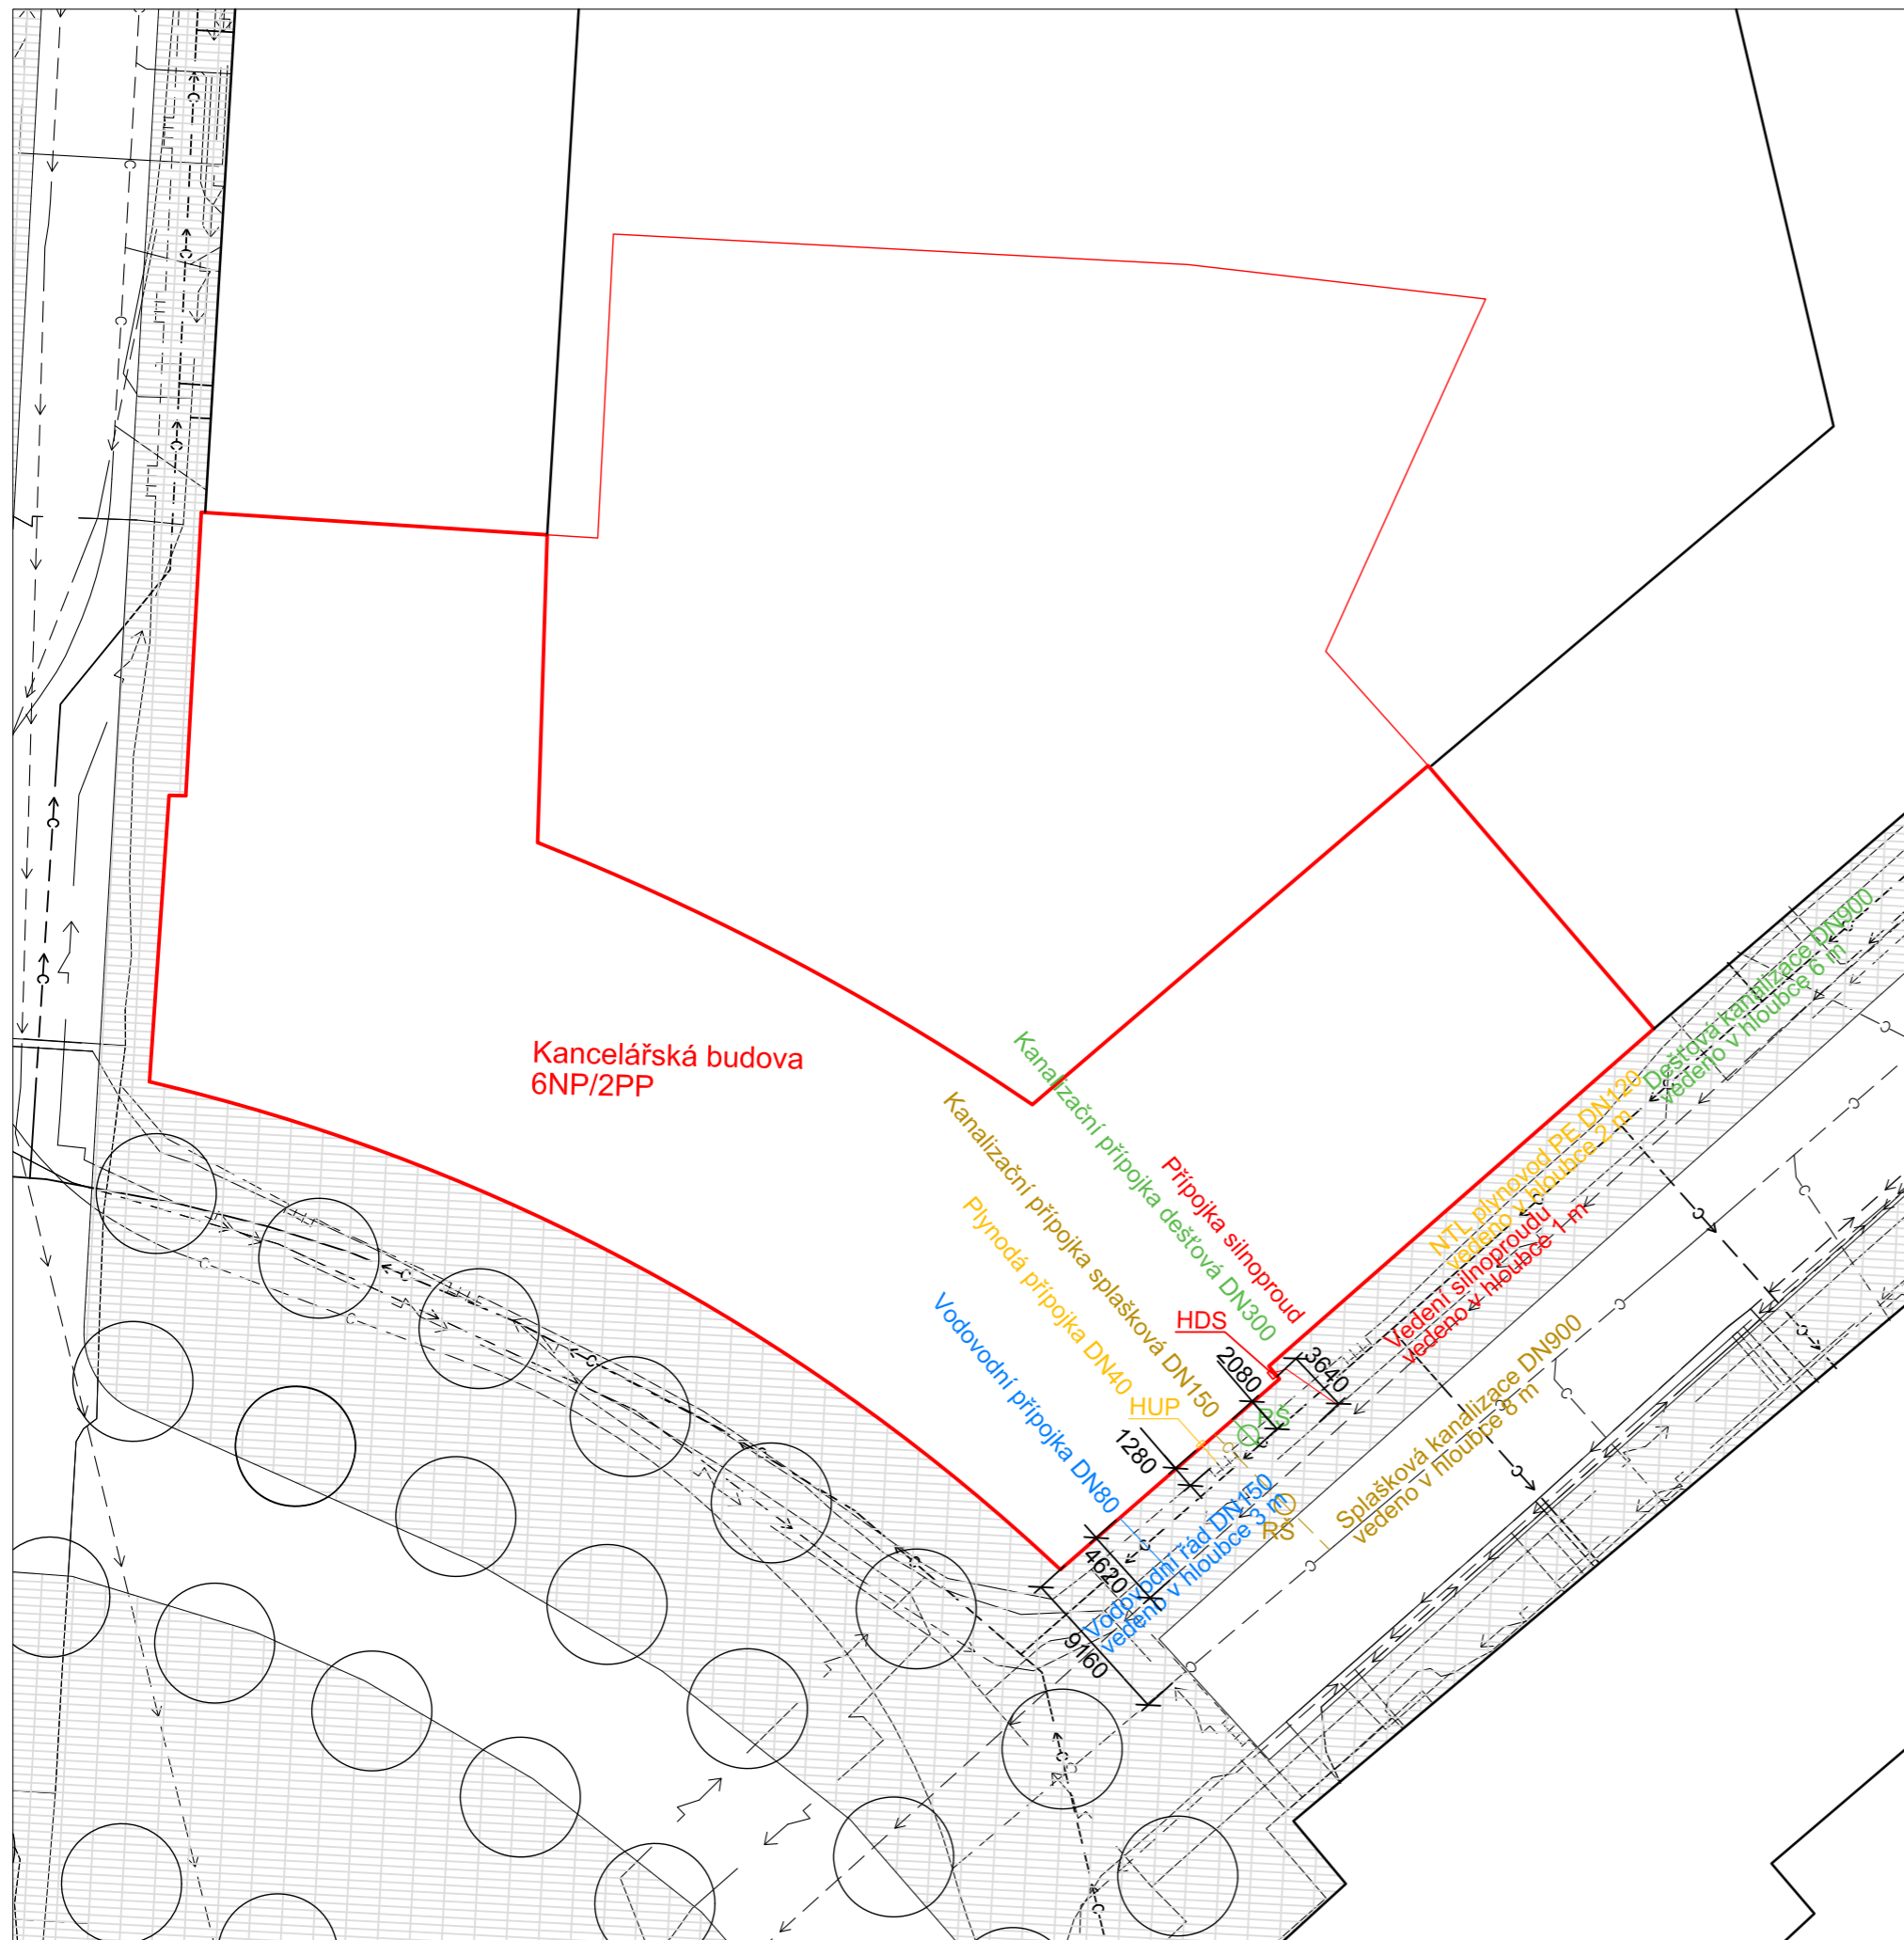 Kancelářská budova
6NP/2PP
Kanalizační přípojka dešťová DN300
Kanalizační přípojka splašková DN150
Přípojka silnoproud
Plynodá přípojka DN40
Vodovodní přípojka DN80
HDS
HUP
RŠ
RŠ
2080
3640
1280
4620
9160
Dešťová kanalizace DN900
vedeno v hloubce 6 m
NTL plynovod PE DN120
vedeno v hloubce 2 m
Vedení silnoproudu
vedeno v hloubce 1 m
Splašková kanalizace DN900
vedeno v hloubce 8 m
Vodovodní řád DN150
vedeno v hloubce 3 m